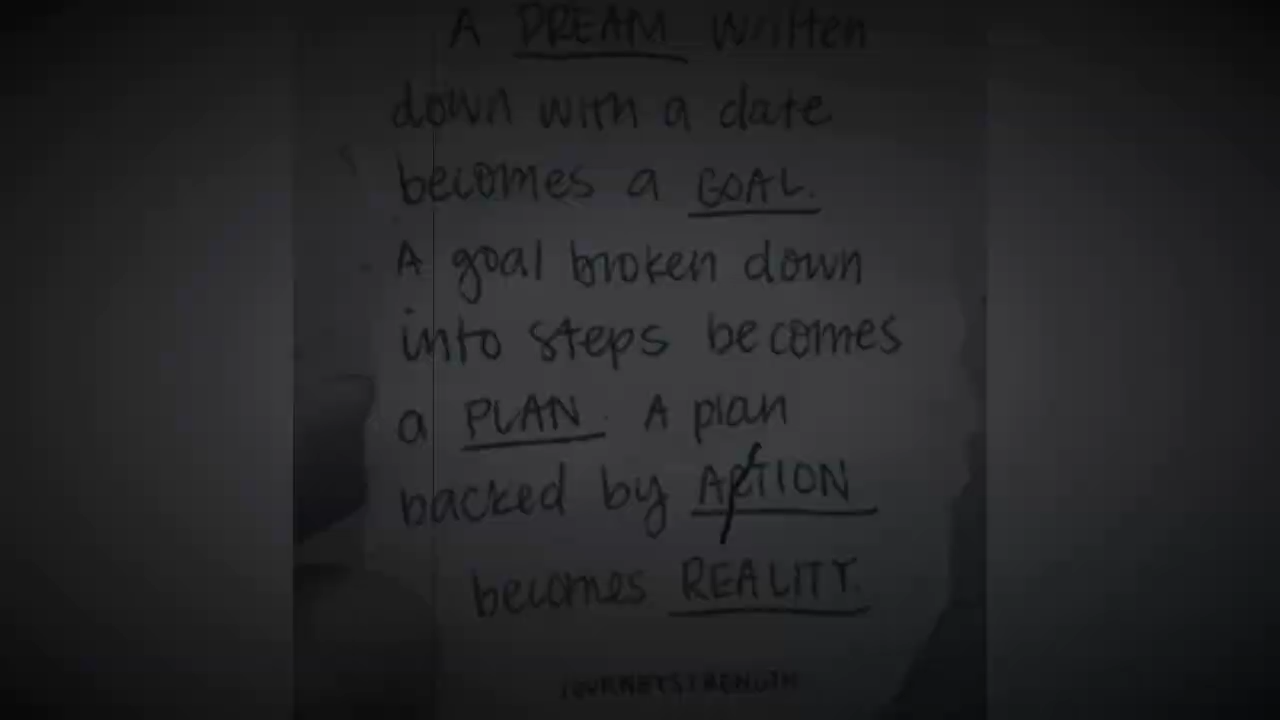 A DREAM written
down with a date
becomes a GOAL.
A goal broken down
into steps becomes
a PLAN. A plan
backed by ACTION
becomes REALITY.
JOURNEYSTRENGTH